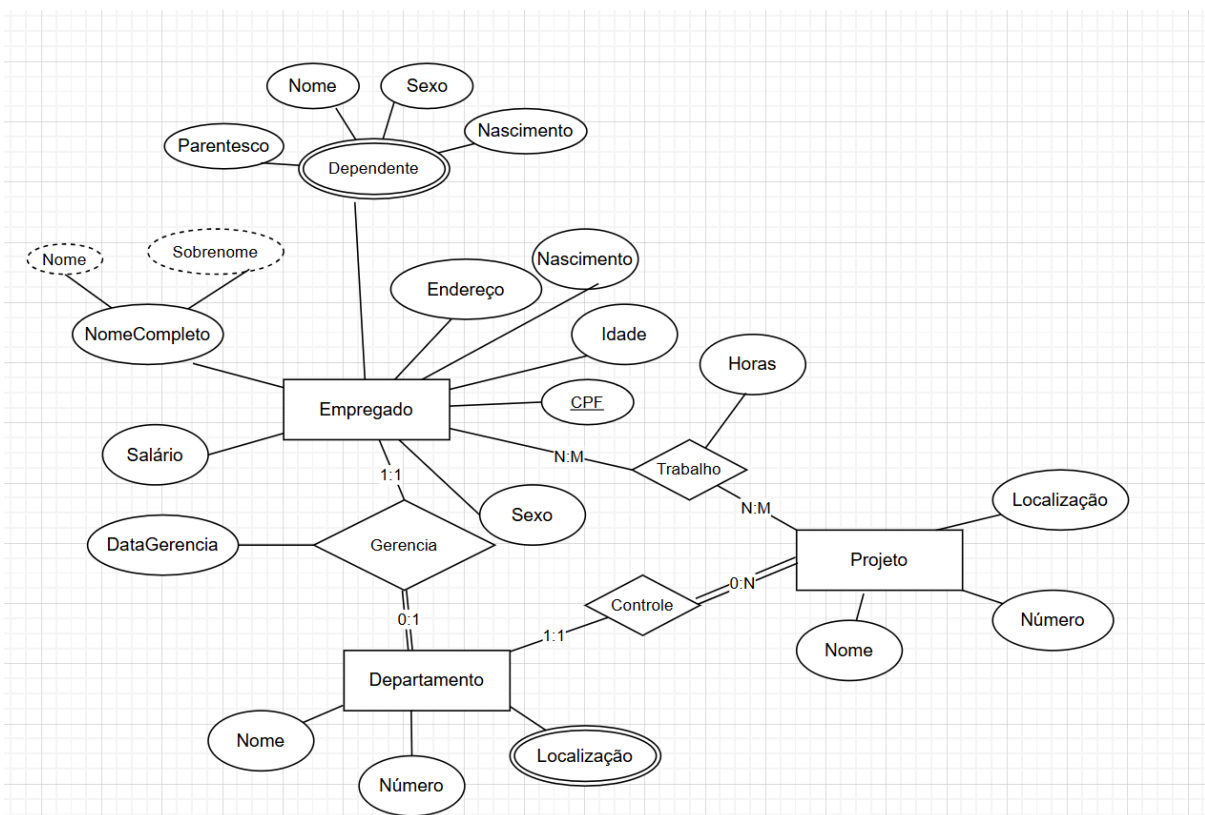 Nome
Sexo
Nascimento
Parentesco
Dependente
Nome
Sobrenome
Nascimento
Endereço
NomeCompleto
Idade
Horas
Empregado
CPF
Salário
N:M
Trabalho
1:1
N:M
Localização
Sexo
DataGerencia
Gerencia
Projeto
0:N
Controle
0:1
1:1
Número
Nome
Departamento
Nome
Localização
Número